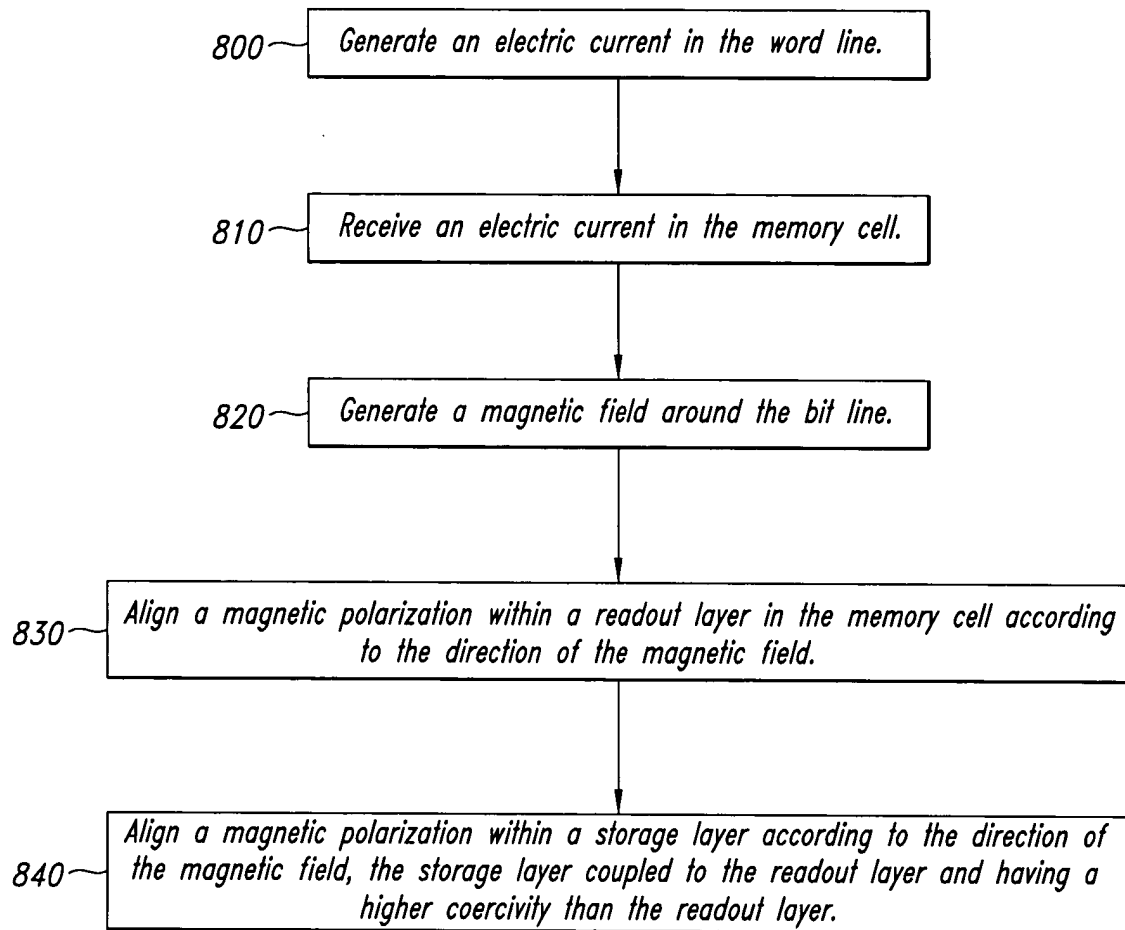 800 Generate an electric current in the word line.
810 Receive an electric current in the memory cell.
820 Generate a magnetic field around the bit line.
830 Align a magnetic polarization within a readout layer in the memory cell according
to the direction of the magnetic field.
Align a magnetic polarization within a storage layer according to the direction of
840 the magnetic field, the storage layer coupled to the readout layer and having a
higher coercivity than the readout layer.